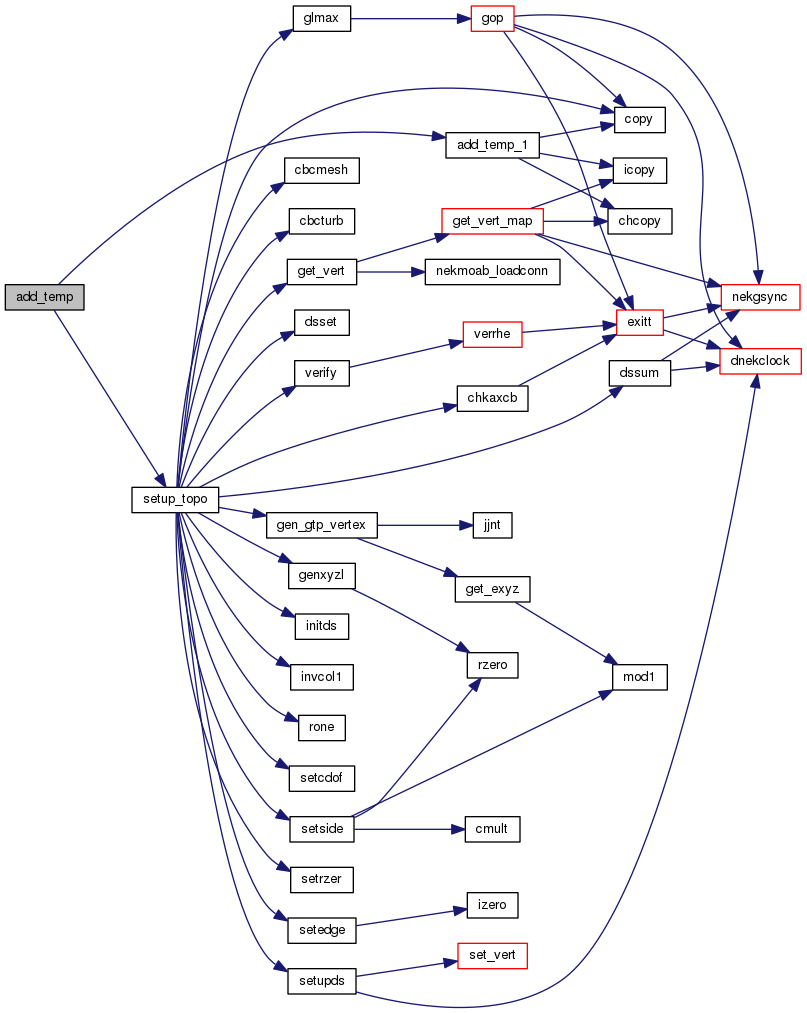 glmax
gop
copy
add_temp_1
cbcmesh
icopy
cbcturb
get_vert_map
chcopy
get_vert
nekmoab_loadconn
add_temp
nekgsync
dsset
verrhe
exitt
verify
dssum
dnekclock
chkaxcb
setup_topo
gen_gtp_vertex
jjnt
genxyzl
get_exyz
initds
rzero
invcol1
mod1
rone
setcdof
setside
cmult
setrzer
izero
setedge
set_vert
setupds